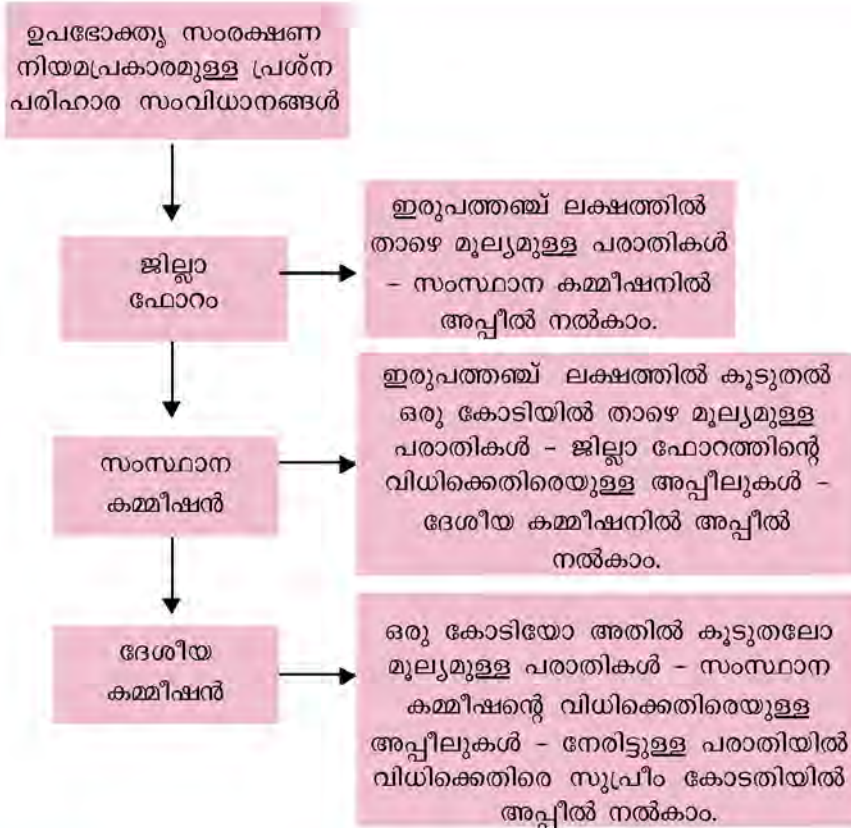 ഉപഭോക്തൃ സംരക്ഷണ
നിയമപ്രകാരമുള്ള പ്രശ്ന
പരിഹാര സംവിധാനങ്ങൾ
ജില്ലാ
ഫോറം
ഇരുപത്തഞ്ച് ലക്ഷത്തിൽ
താഴെ മൂല്യമുള്ള പരാതികൾ
– സംസ്ഥാന കമ്മീഷനിൽ
അപ്പീൽ നൽകാം.
സംസ്ഥാന
കമ്മീഷൻ
ഇരുപത്തഞ്ച് ലക്ഷത്തിൽ കൂടുതൽ
ഒരു കോടിയിൽ താഴെ മൂല്യമുള്ള
പരാതികൾ – ജില്ലാ ഫോറത്തിന്റെ
വിധിക്കെതിരെയുള്ള അപ്പീലുകൾ –
ദേശീയ കമ്മീഷനിൽ അപ്പീൽ
നൽകാം.
ദേശീയ
കമ്മീഷൻ
ഒരു കോടിയോ അതിൽ കൂടുതലോ
മൂല്യമുള്ള പരാതികൾ – സംസ്ഥാന
കമ്മീഷന്റെ വിധിക്കെതിരെയുള്ള
അപ്പീലുകൾ – നേരിട്ടുള്ള പരാതിയിൽ
വിധിക്കെതിരെ സുപ്രീം കോടതിയിൽ
അപ്പീൽ നൽകാം.